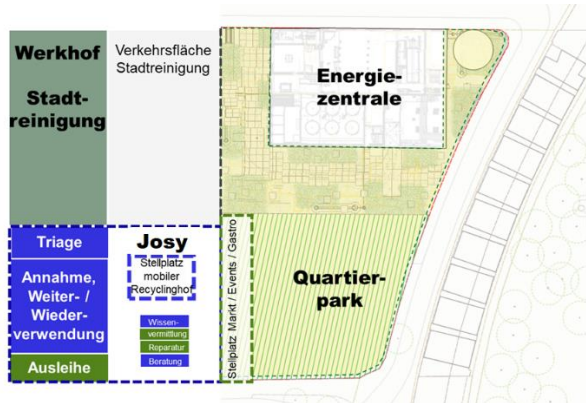 Werkhof
Stadt-
reinigung
Verkehrsfläche
Stadtreinigung
Energie-
zentrale
Triage
Annahme,
Weiter- /
Wieder-
verwendung
Ausleihe
Josy
Stellplatz
mobiler
Recyclinghof
Wissen-
vermittlung
Reparatur
Beratung
Stellplatz Markt / Events / Gastro
Quartier-
park